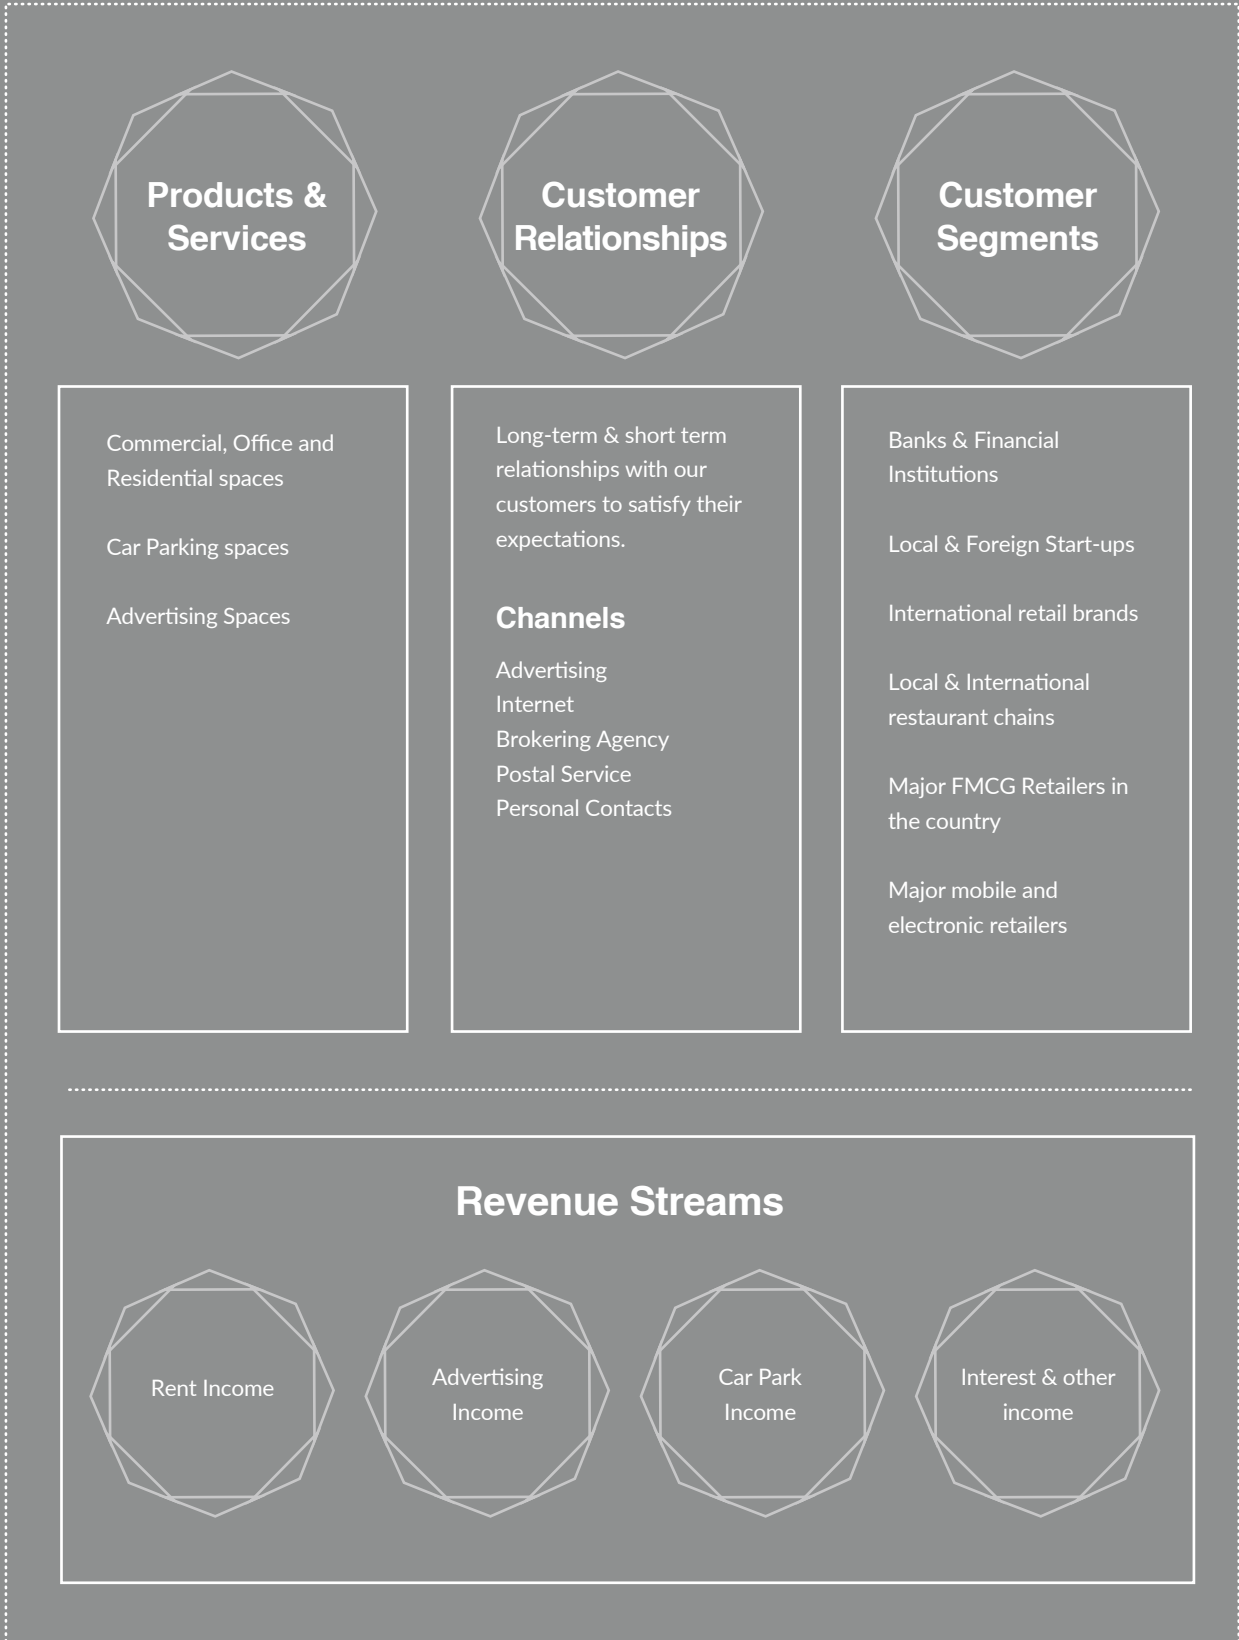 Products &
Services
Customer
Relationships
Customer
Segments
Commercial, Office and
Residential spaces
Car Parking spaces
Advertising Spaces
Long-term & short term
relationships with our
customers to satisfy their
expectations.
Channels
Advertising
Internet
Brokering Agency
Postal Service
Personal Contacts
Banks & Financial
Institutions
Local & Foreign Start-ups
International retail brands
Local & International
restaurant chains
Major FMCG Retailers in
the country
Major mobile and
electronic retailers
Revenue Streams
Rent Income
Advertising
Income
Car Park
Income
Interest & other
income